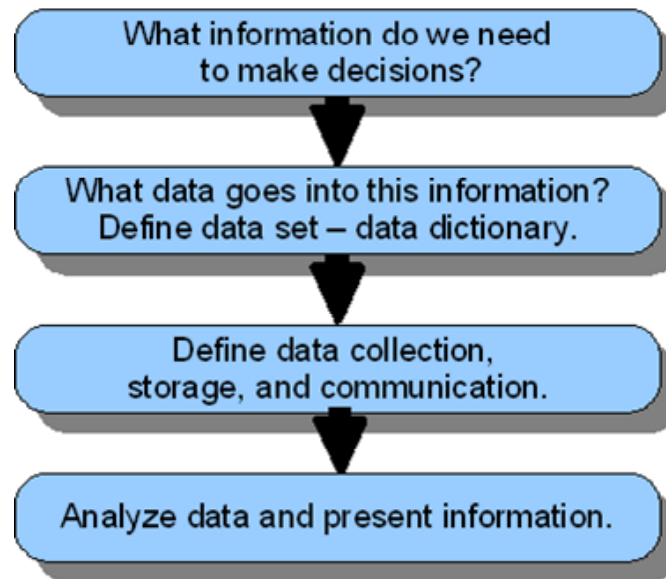 What information do we need
to make decisions?
What data goes into this information?
Define data set – data dictionary.
Define data collection,
storage, and communication.
Analyze data and present information.